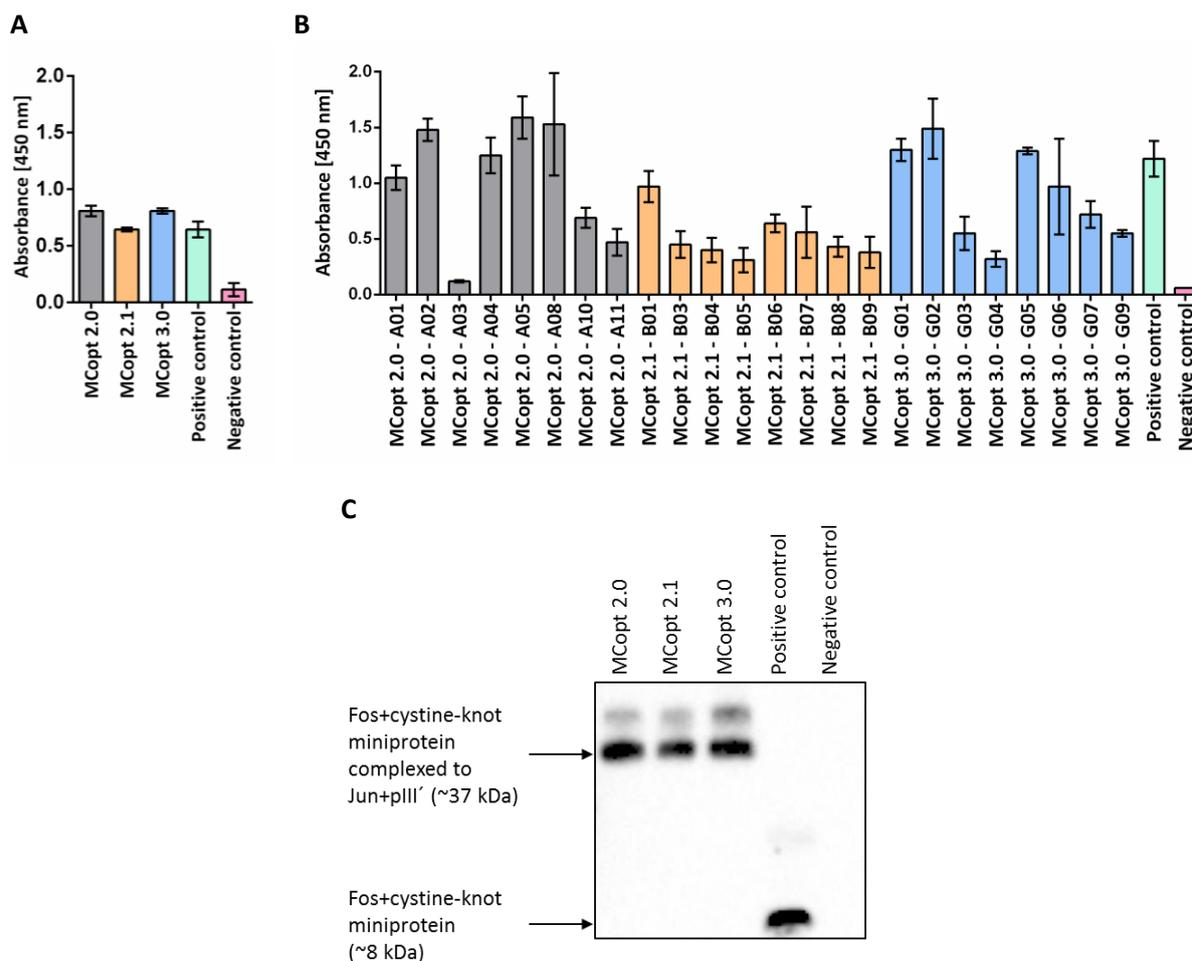 A
B
2.0
1.5
1.0
0.5
0.0
Absorbance [450 nm]
MCopt 2.0
MCopt 2.1
MCopt 3.0
Positive control
Negative control
2.0
1.5
1.0
0.5
0.0
Absorbance [450 nm]
MCopt 2.0 - A01
MCopt 2.0 - A02
MCopt 2.0 - A03
MCopt 2.0 - A04
MCopt 2.0 - A05
MCopt 2.0 - A08
MCopt 2.0 - A10
MCopt 2.0 - A11
MCopt 2.1 - B01
MCopt 2.1 - B03
MCopt 2.1 - B04
MCopt 2.1 - B05
MCopt 2.1 - B06
MCopt 2.1 - B07
MCopt 2.1 - B08
MCopt 2.1 - B09
MCopt 3.0 - G01
MCopt 3.0 - G02
MCopt 3.0 - G03
MCopt 3.0 - G04
MCopt 3.0 - G05
MCopt 3.0 - G06
MCopt 3.0 - G07
MCopt 3.0 - G09
Positive control
Negative control
C
MCopt 2.0
MCopt 2.1
MCopt 3.0
Positive control
Negative control
Fos+cystine-knot
miniprotein
complexed to
Jun+pIII´ (~37 kDa)
Fos+cystine-knot
miniprotein
(~8 kDa)